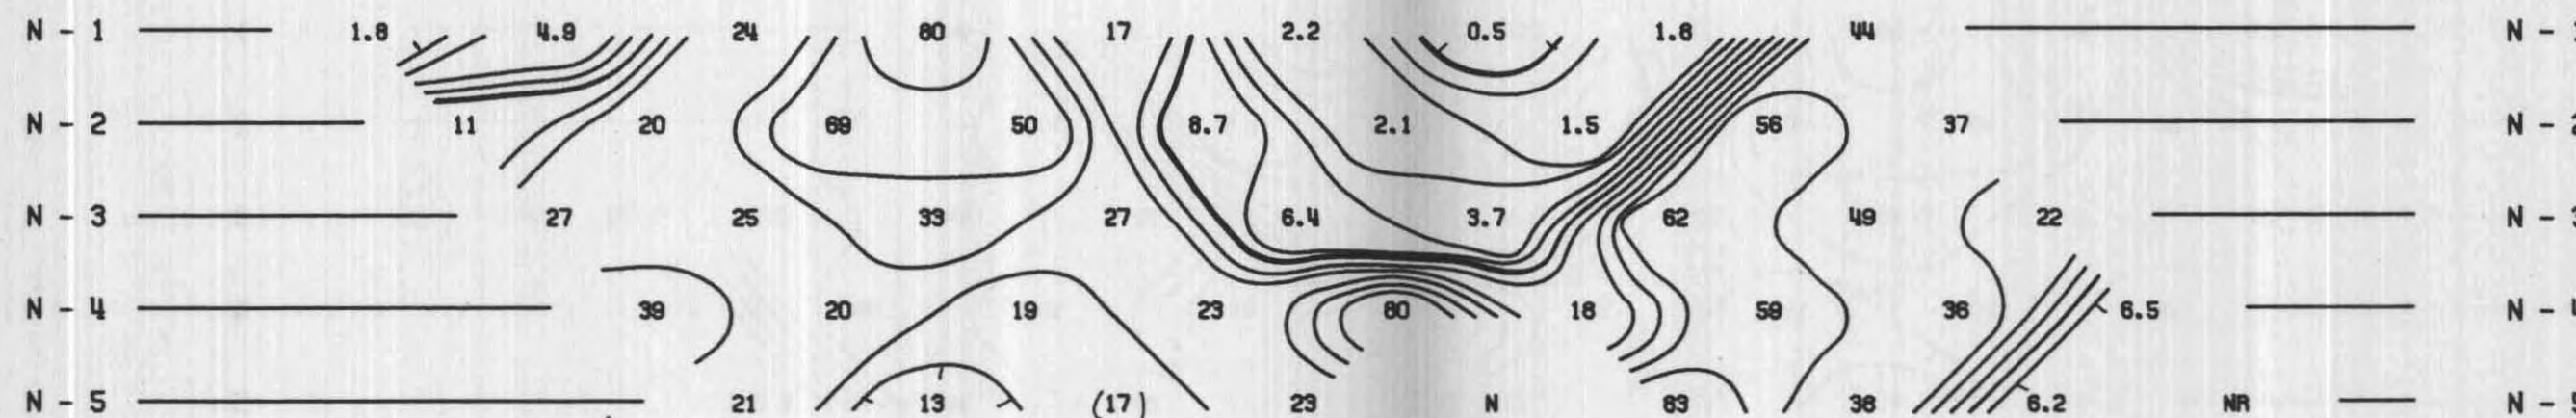 N - 1 1.8 4.9 24 80 17 2.2 0.5 1.8 44 N -
N - 2 11 20 69 50 8.7 2.1 1.5 56 37 N -
N - 3 27 25 33 27 6.4 3.7 62 49 22 N -
N - 4 39 20 19 23 60 18 59 36 6.5 N -
N - 5 21 13 (17) 23 N 63 36 6.2 NR N -